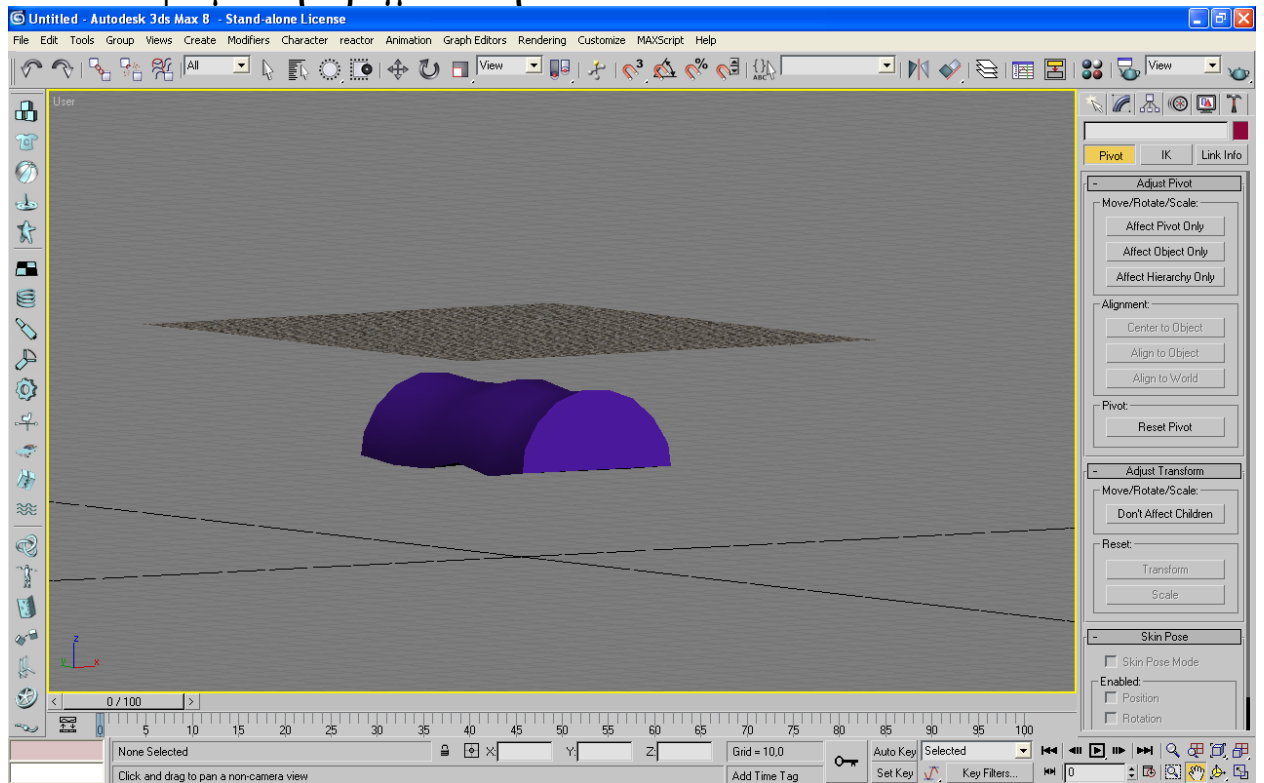 Untitled - Autodesk 3ds Max 8 - Stand-alone License
File Edit Tools Group Views Create Modifiers Character reactor Animation Graph Editors Rendering Customize MAXScript Help
All View View
User
Pivot IK Link Info
- Adjust Pivot
Move/Rotate/Scale:
Affect Pivot Only
Affect Object Only
Affect Hierarchy Only
Alignment:
Center to Object
Align to Object
Align to World
Pivot:
Reset Pivot
- Adjust Transform
Move/Rotate/Scale:
Don't Affect Children
Reset:
Transform
Scale
- Skin Pose
Skin Pose Mode
Enabled:
Position
Rotation
z
y x
< 0 / 100 >
0 5 10 15 20 25 30 35 40 45 50 55 60 65 70 75 80 85 90 95 100
None Selected X: Y: Z: Grid = 10,0 Auto Key Selected
Click and drag to pan a non-camera view Add Time Tag Set Key Key Filters... 0